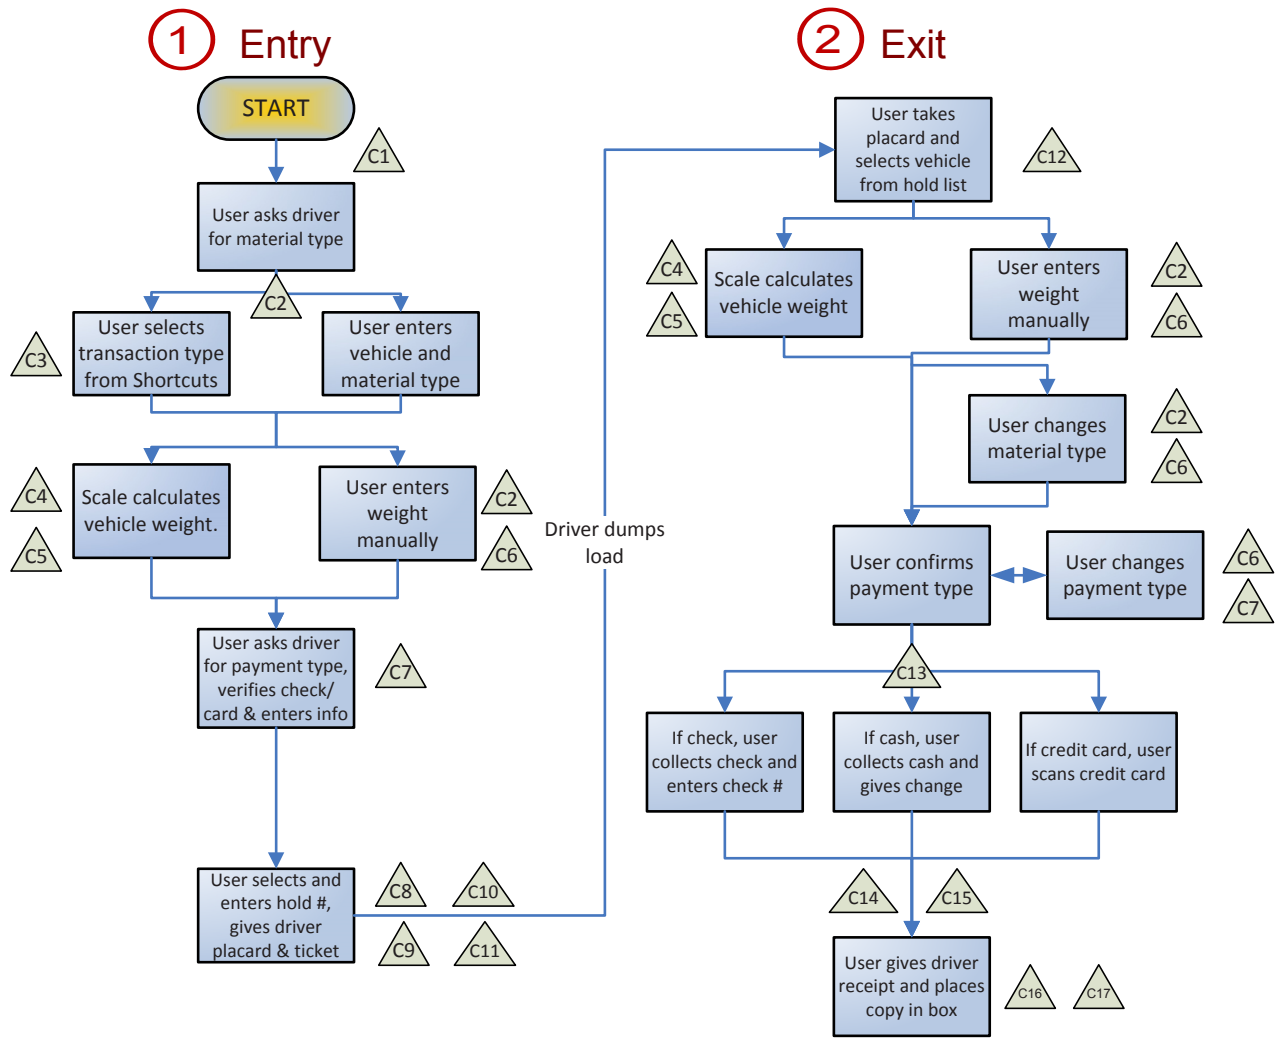 1 Entry
START
C1
User asks driver
for material type
C2
User selects
transaction type
from Shortcuts
C3
User enters
vehicle and
material type
C4
C5
Scale calculates
vehicle weight.
User enters
weight
manually
C2
C6
User asks driver
for payment type,
verifies check/
card & enters info
C7
User selects and
enters hold #,
gives driver
placard & ticket
C8
C10
C9
C11
Driver dumps
load
2 Exit
User takes
placard and
selects vehicle
from hold list
C12
C4
C5
Scale calculates
vehicle weight
User enters
weight
manually
C2
C6
User changes
material type
C2
C6
User confirms
payment type
User changes
payment type
C6
C7
C13
If check, user
collects check and
enters check #
If cash, user
collects cash and
gives change
If credit card, user
scans credit card
C14
C15
User gives driver
receipt and places
copy in box
C16
C17